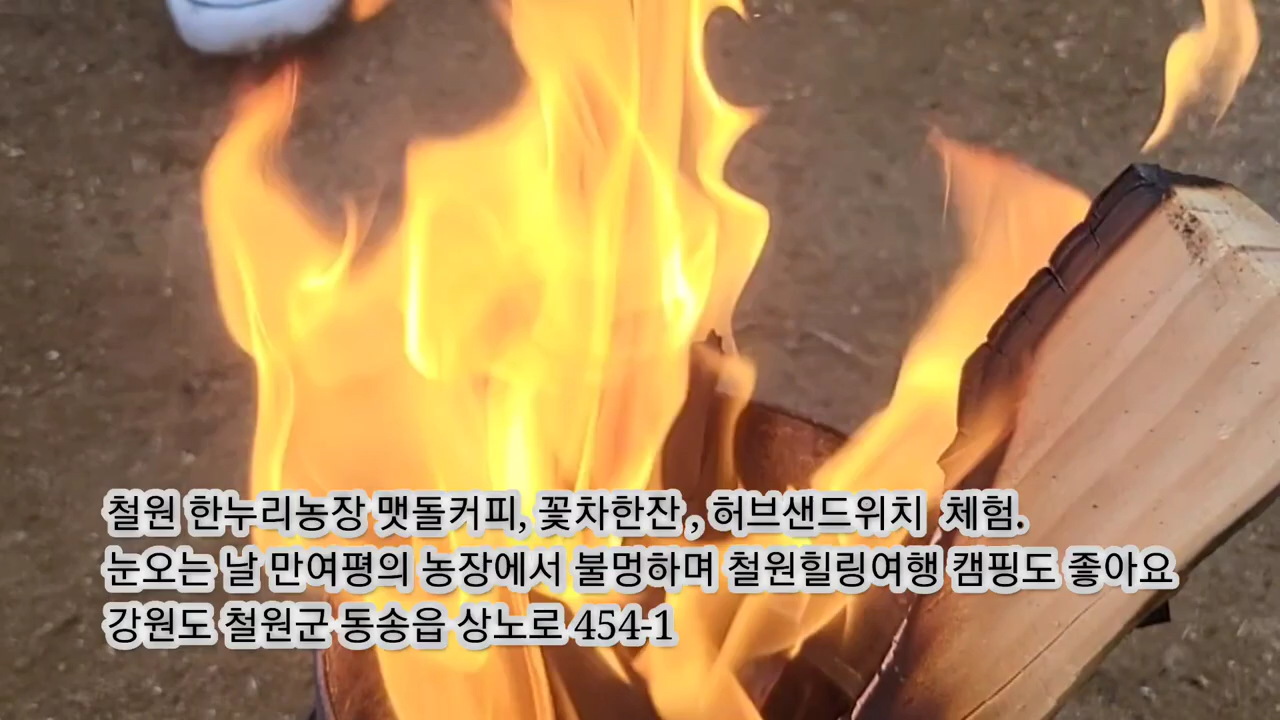 철원 한누리농장 맷돌커피, 꽃차한잔, 허브샌드위치 체험.
눈오는 날 만여평의 농장에서 불멍하며 철원힐링여행 캠핑도 좋아요
강원도 철원군 동송읍 상노로 454-1